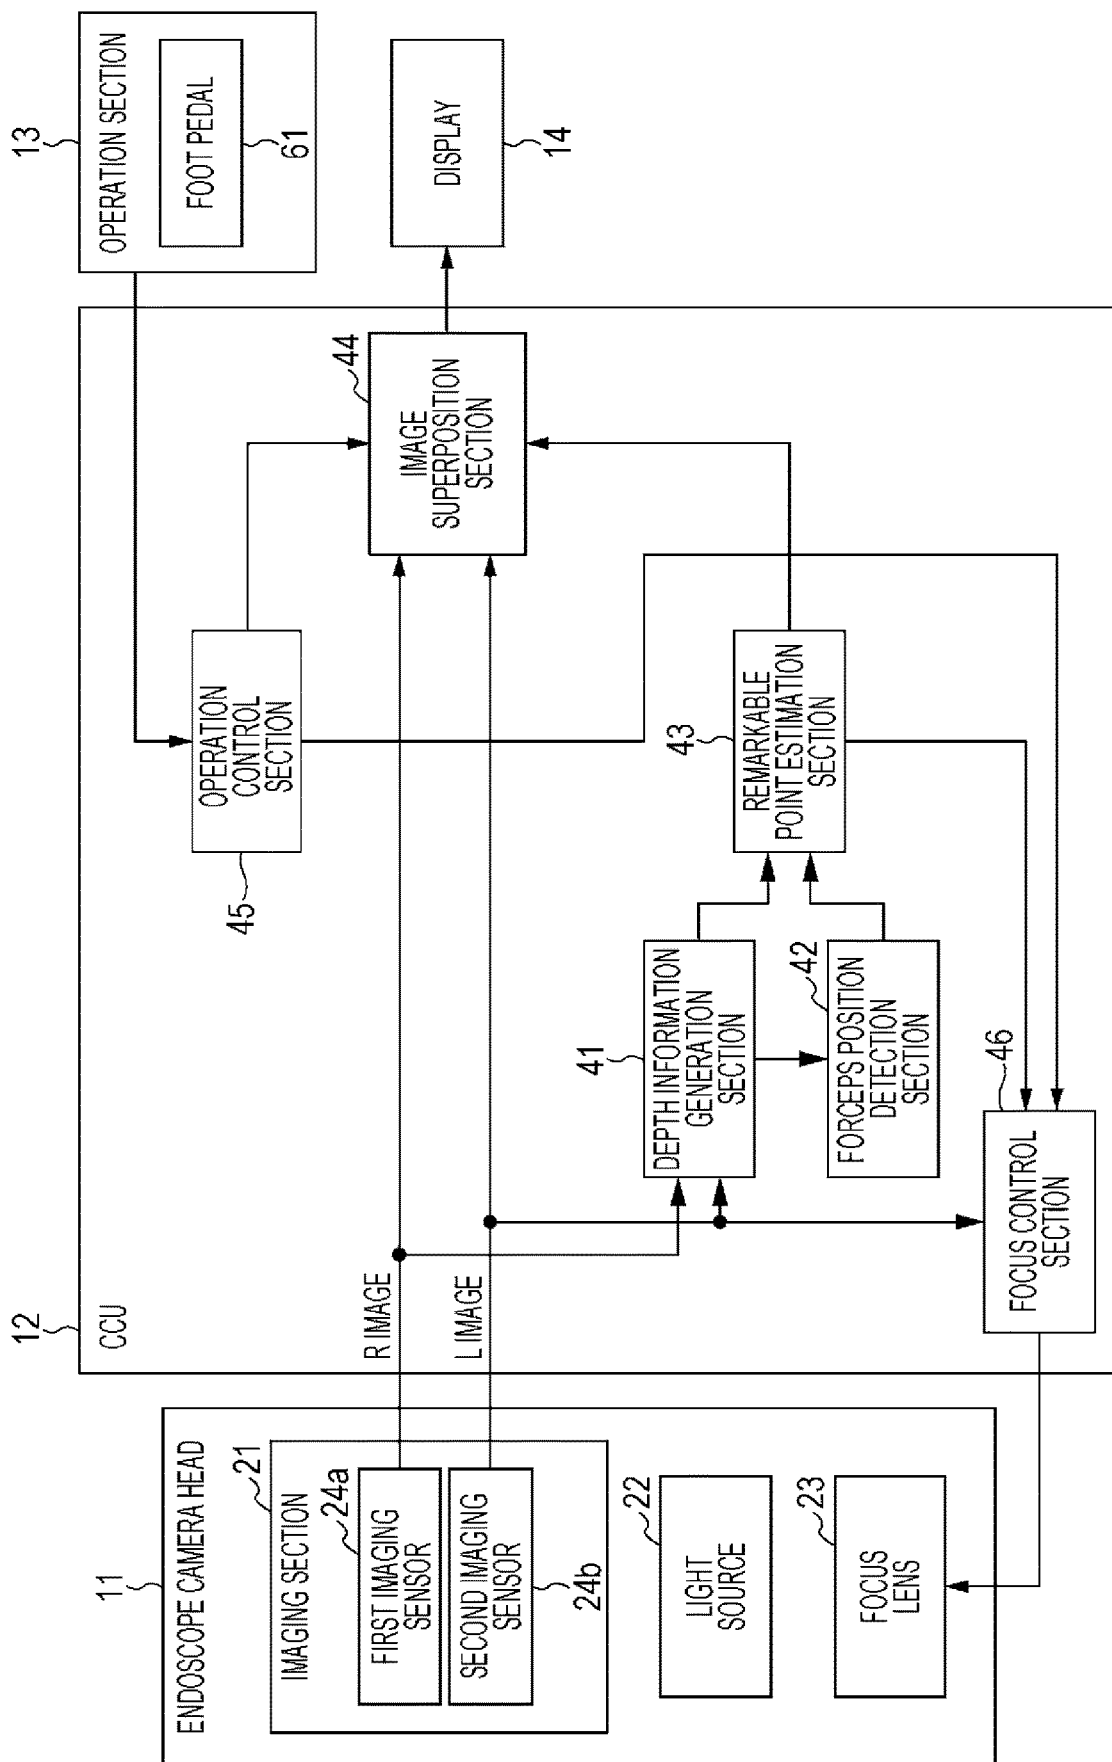 11
ENDOSCOPE CAMERA HEAD
21
IMAGING SECTION
24a
FIRST IMAGING
SENSOR
SECOND IMAGING
SENSOR
24b
22
LIGHT
SOURCE
23
FOCUS
LENS
12
CCU
R IMAGE
L IMAGE
45
OPERATION
CONTROL
SECTION
44
IMAGE
SUPERPOSITION
SECTION
41
DEPTH INFORMATION
GENERATION
SECTION
42
FORCEPS POSITION
DETECTION
SECTION
43
REMARKABLE
POINT ESTIMATION
SECTION
46
FOCUS CONTROL
SECTION
13
OPERATION SECTION
FOOT PEDAL
61
DISPLAY
14